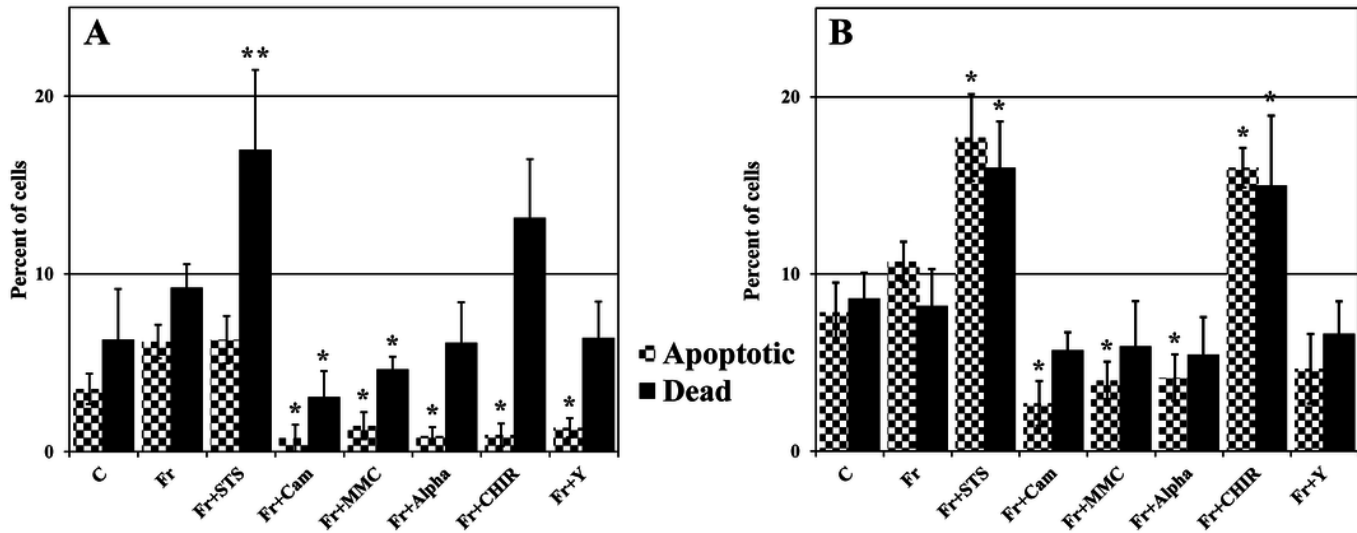 A
**
20
10
0
Percent of cells
*
*
*
*
*
*
*
C
Fr
Fr+STS
Fr+Cam
Fr+MMC
Fr+Alpha
Fr+CHIR
Fr+Y
Apoptotic
Dead
B
*
*
*
*
20
10
0
Percent of cells
*
*
*
C
Fr
Fr+STS
Fr+Cam
Fr+MMC
Fr+Alpha
Fr+CHIR
Fr+Y